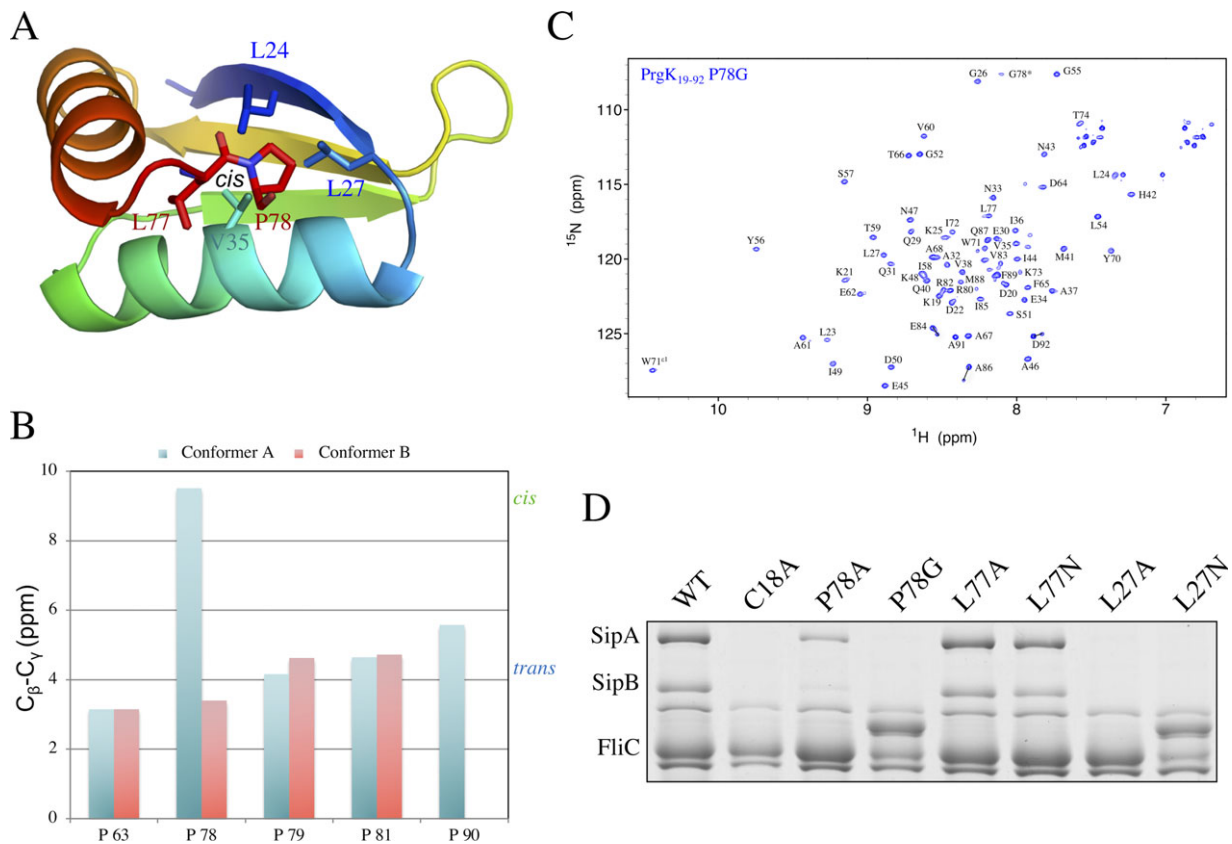 A
L24
cis
L27
L77
P78
V35
B
Conformer A
Conformer B
Cβ-Cγ (ppm)
10
8
6
4
2
0
cis
trans
P 63
P 78
P 79
P 81
P 90
C
PrgK19-92 P78G
G26
G78*
G55
V60
T74
T66
G52
N43
S57
D64
L24
H42
N33
L77
L54
N47
I72
Q87
E30
I36
T59
K25
W71
V35
Y56
Q29
A68
V83
I44
M41
Y70
L27
A32
Q31
I58
V38
F89
K73
K21
K48
R82
M88
F65
A37
E62
Q40
R80
D20
K19
D22
I85
E34
S51
E84
A67
A61
L23
A91
D92
W71ε1
I49
D50
A86
A46
E45
110
115
120
125
15N (ppm)
10
9
8
7
1H (ppm)
D
WT
C18A
P78A
P78G
L77A
L77N
L27A
L27N
SipA
SipB
FliC